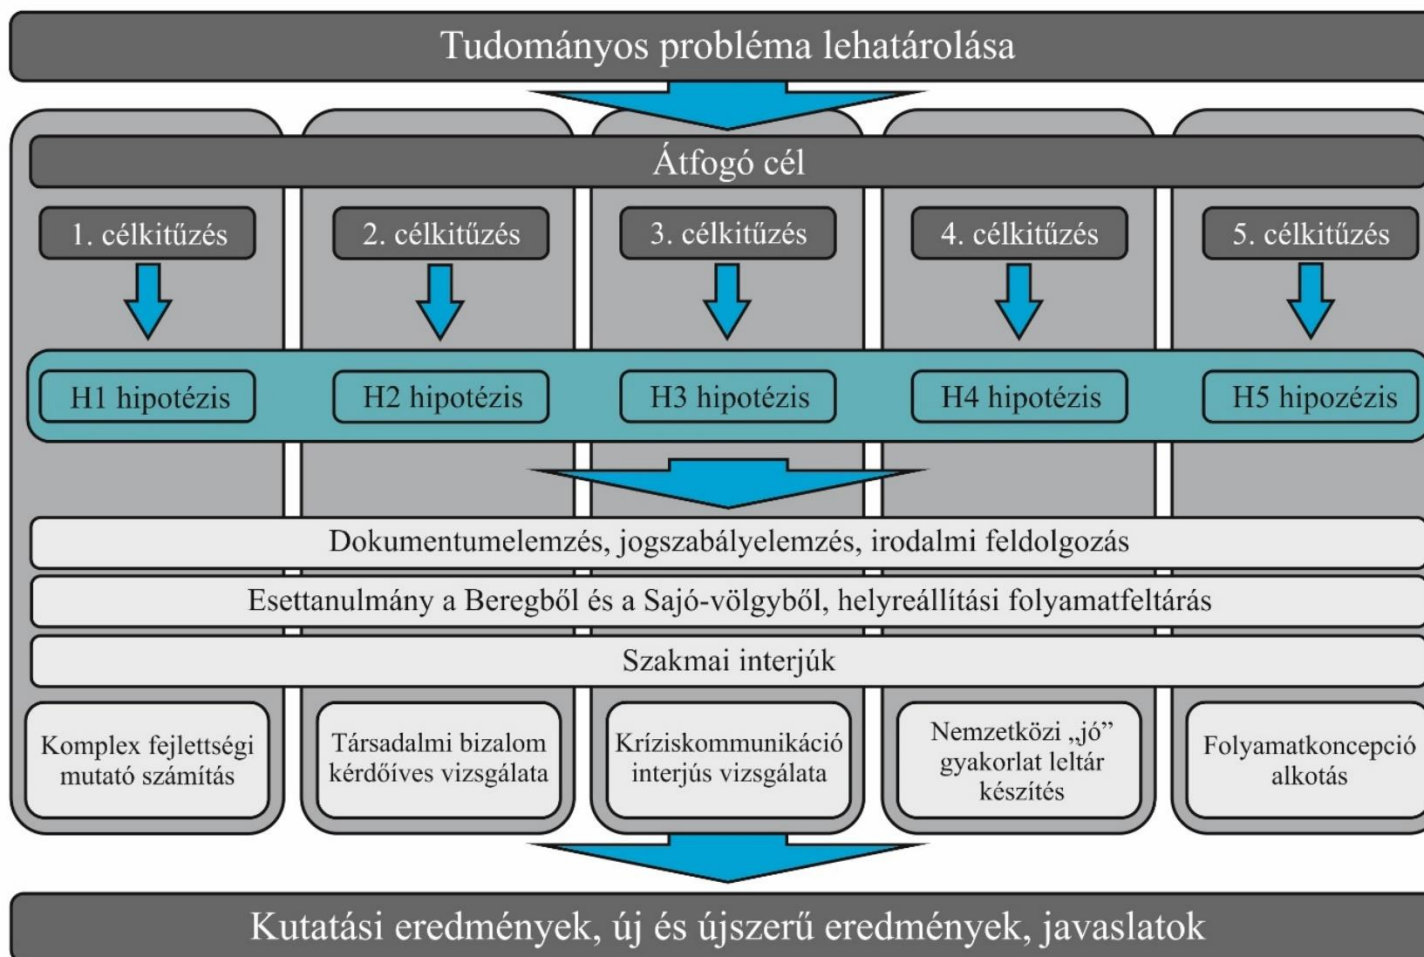 Tudományos probléma lehatárolása
Átfogó cél
1. célkitűzés
2. célkitűzés
3. célkitűzés
4. célkitűzés
5. célkitűzés
H1 hipotézis
H2 hipotézis
H3 hipotézis
H4 hipotézis
H5 hipozézis
Dokumentumelemzés, jogszabályelemzés, irodalmi feldolgozás
Esettanulmány a Beregből és a Sajó-völgyből, helyreállítási folyamatfeltárás
Szakmai interjúk
Komplex fejlettségi
mutató számítás
Társadalmi bizalom
kérdőíves vizsgálata
Kríziskommunikáció
interjús vizsgálata
Nemzetközi „jó”
gyakorlat leltár
készítés
Folyamatkoncepció
alkotás
Kutatási eredmények, új és újszerű eredmények, javaslatok